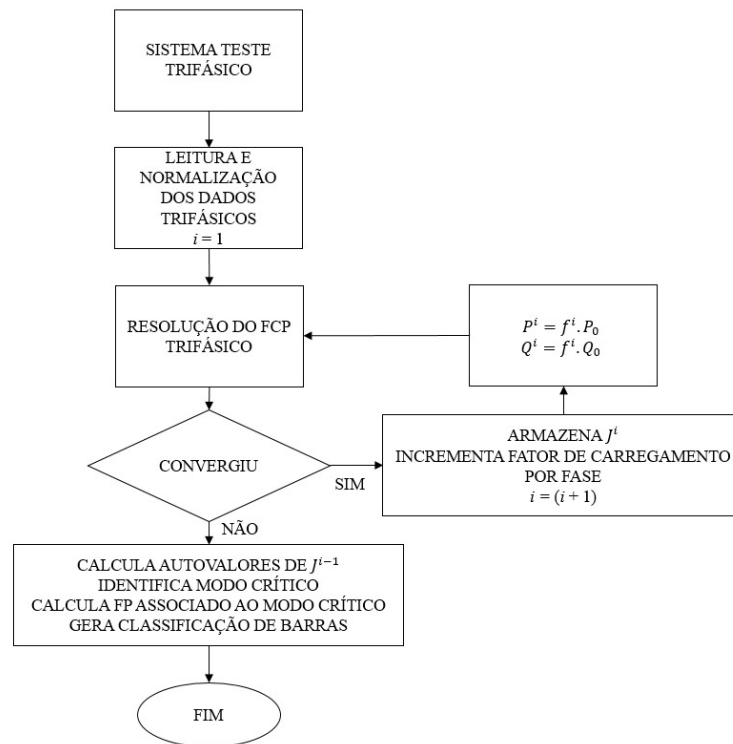 SISTEMA TESTE
TRIFÁSICO
LEITURA E
NORMALIZAÇÃO
DOS DADOS
TRIFÁSICOS
i = 1
RESOLUÇÃO DO FCP
TRIFÁSICO
P^i = f^i.P_0
Q^i = f^i.Q_0
CONVERGIU
SIM
ARMAZENA J^i
INCREMENTA FATOR DE CARREGAMENTO
POR FASE
i = (i + 1)
NÃO
CALCULA AUTOVALORES DE J^{i-1}
IDENTIFICA MODO CRÍTICO
CALCULA FP ASSOCIADO AO MODO CRÍTICO
GERA CLASSIFICAÇÃO DE BARRAS
FIM